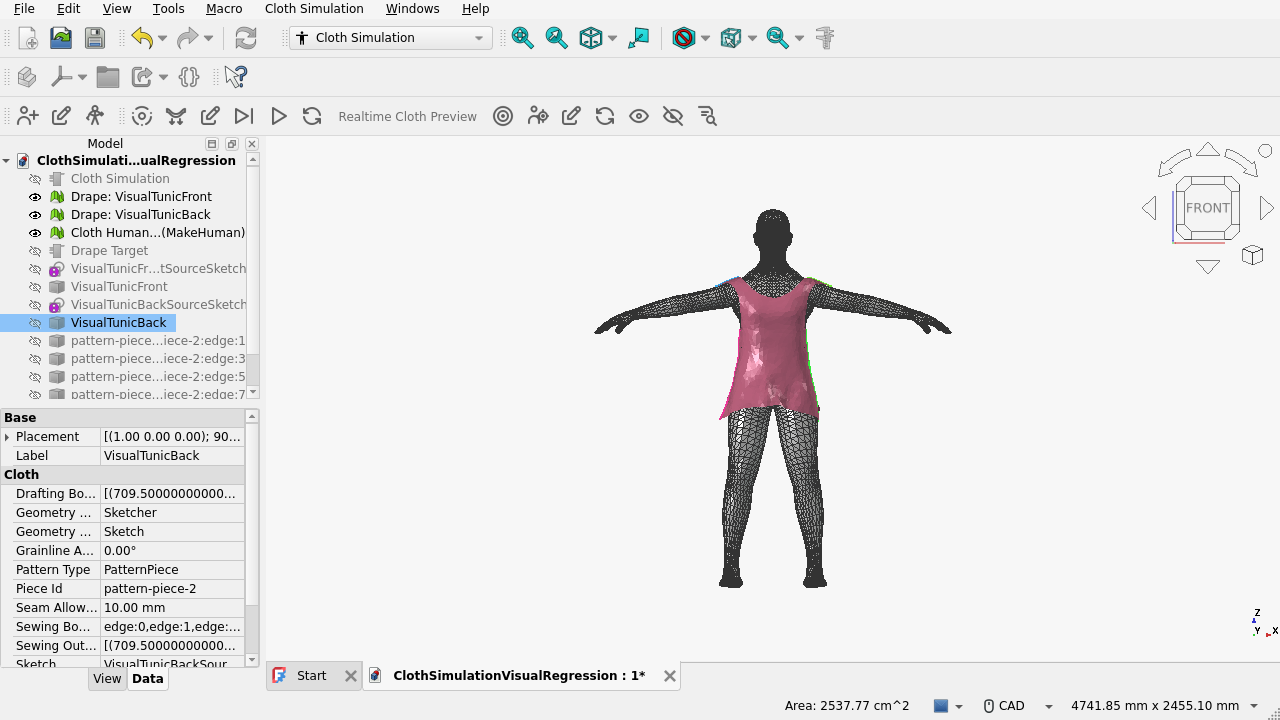 File Edit View Tools Macro Cloth Simulation Windows Help
Cloth Simulation
Realtime Cloth Preview
Model
ClothSimulati...ualRegression
Cloth Simulation
Drape: VisualTunicFront
Drape: VisualTunicBack
Cloth Human...(MakeHuman)
Drape Target
VisualTunicFr...tSourceSketch
VisualTunicFront
VisualTunicBackSourceSketch
VisualTunicBack
pattern-piece...iece-2:edge:1
pattern-piece...iece-2:edge:3
pattern-piece...iece-2:edge:5
pattern-piece...iece-2:edge:7
Base
Placement [(1.00 0.00 0.00); 90...
Label VisualTunicBack
Cloth
Drafting Bo... [(709.50000000000...
Geometry ... Sketcher
Geometry ... Sketch
Grainline A... 0.00°
Pattern Type PatternPiece
Piece Id pattern-piece-2
Seam Allow... 10.00 mm
Sewing Bo... edge:0,edge:1,edge:...
Sewing Out... [(709.50000000000...
Sketch VisualTunicBackSour...
View Data
FRONT
Z
Y X
Start ClothSimulationVisualRegression : 1*
Area: 2537.77 cm^2 CAD 4741.85 mm x 2455.10 mm